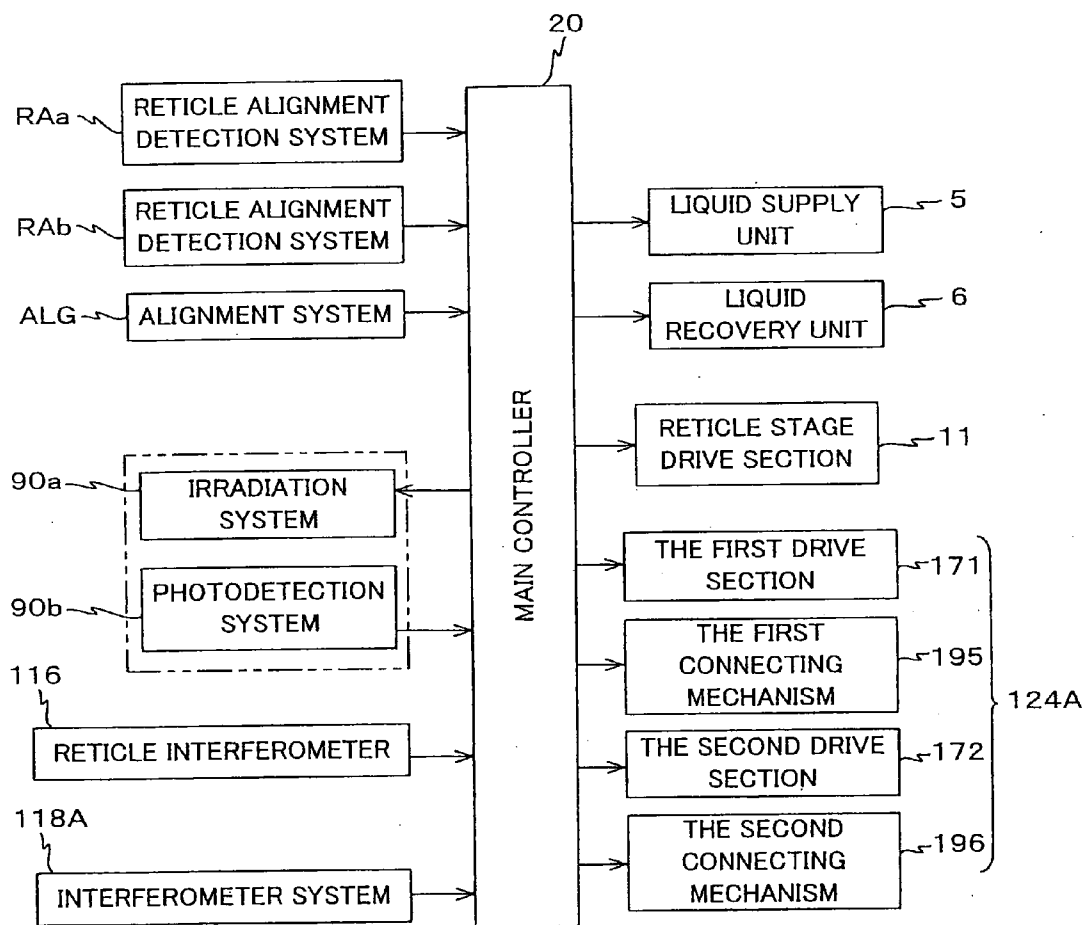 20
RAa
RETICLE ALIGNMENT
DETECTION SYSTEM
RAb
RETICLE ALIGNMENT
DETECTION SYSTEM
ALG
ALIGNMENT SYSTEM
90a
IRRADIATION
SYSTEM
90b
PHOTODETECTION
SYSTEM
116
RETICLE INTERFEROMETER
118A
INTERFEROMETER SYSTEM
MAIN CONTROLLER
LIQUID SUPPLY
UNIT
5
LIQUID
RECOVERY UNIT
6
RETICLE STAGE
DRIVE SECTION
11
THE FIRST DRIVE
SECTION
171
THE FIRST
CONNECTING
MECHANISM
195
THE SECOND DRIVE
SECTION
172
THE SECOND
CONNECTING
MECHANISM
196
124A